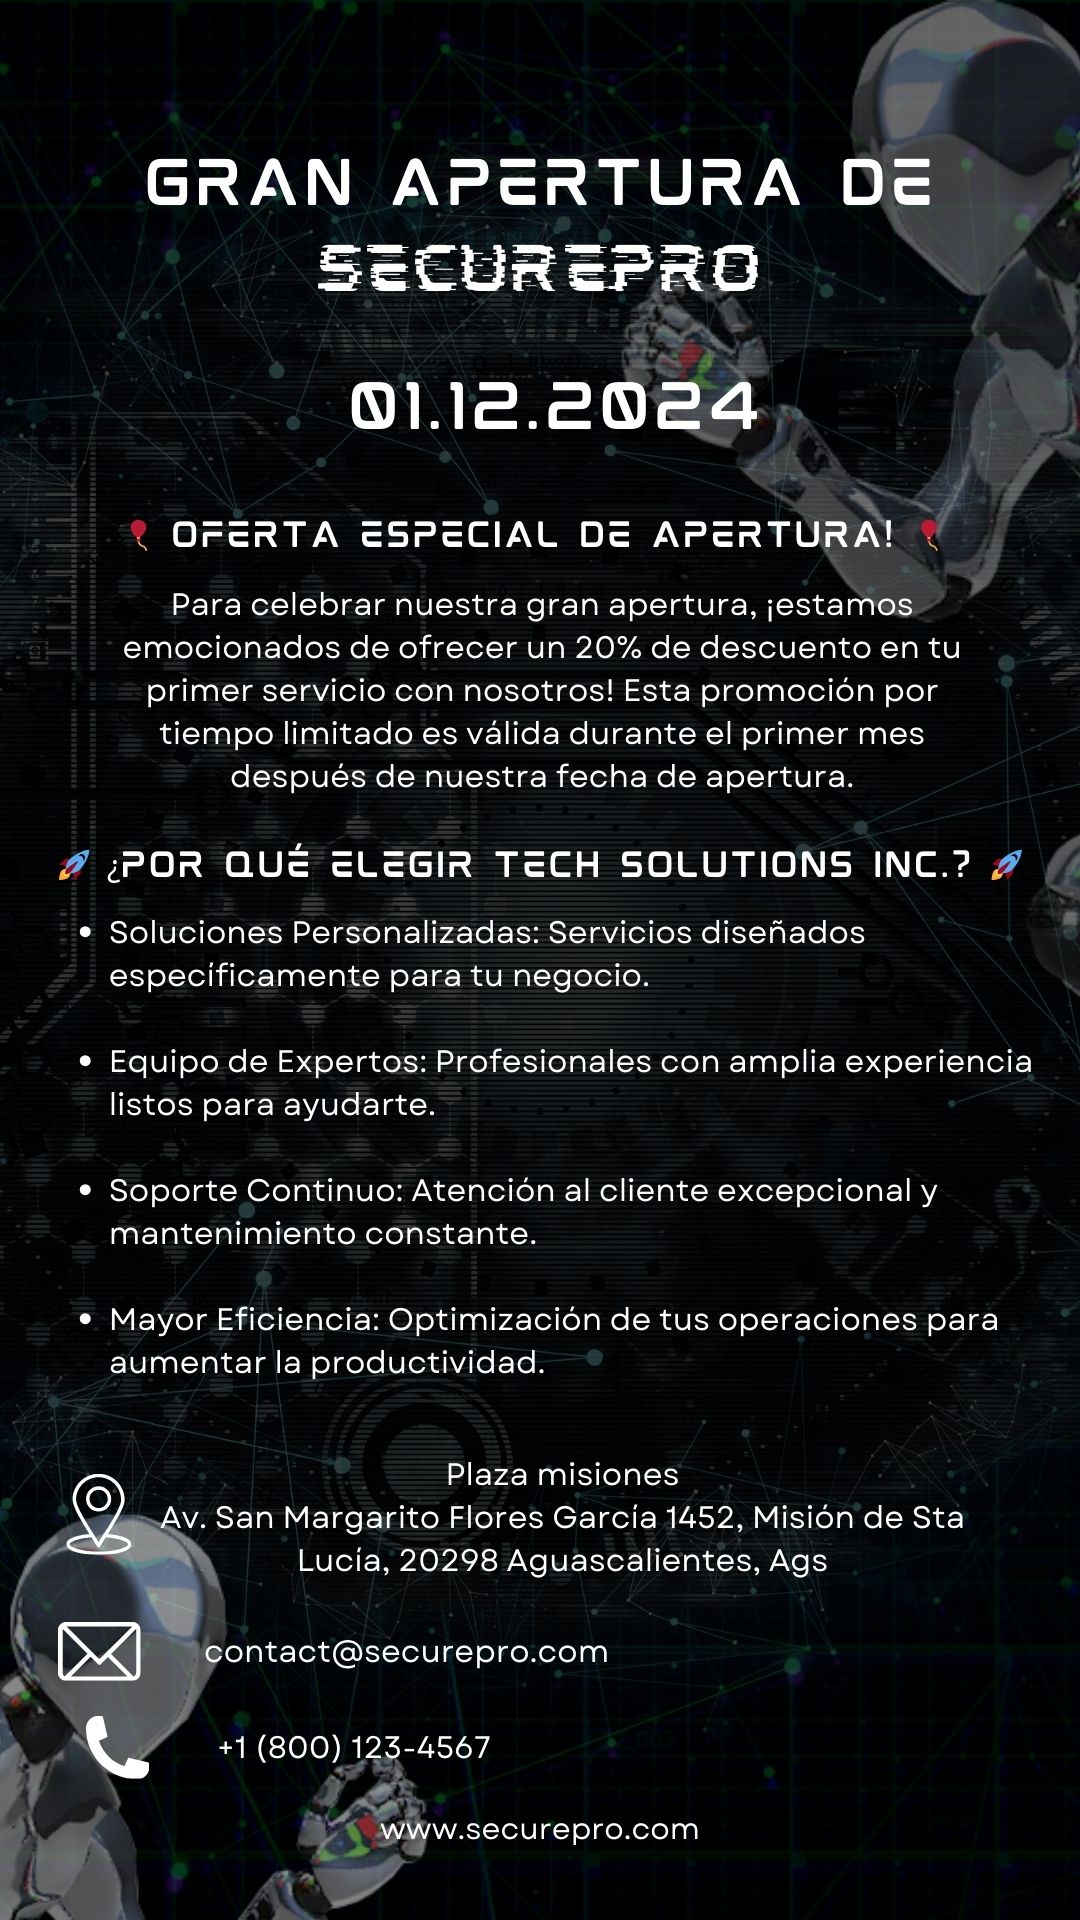 GRAN APERTURA DE
SECUREPRO
01.12.2024
🎈 OFERTA ESPECIAL DE APERTURA! 🎈
Para celebrar nuestra gran apertura, ¡estamos
emocionados de ofrecer un 20% de descuento en tu
primer servicio con nosotros! Esta promoción por
tiempo limitado es válida durante el primer mes
después de nuestra fecha de apertura.
🚀 ¿POR QUÉ ELEGIR TECH SOLUTIONS INC.? 🚀
• Soluciones Personalizadas: Servicios diseñados
específicamente para tu negocio.
• Equipo de Expertos: Profesionales con amplia experiencia
listos para ayudarte.
• Soporte Continuo: Atención al cliente excepcional y
mantenimiento constante.
• Mayor Eficiencia: Optimización de tus operaciones para
aumentar la productividad.
Plaza misiones
Av. San Margarito Flores García 1452, Misión de Sta
Lucía, 20298 Aguascalientes, Ags
contact@securepro.com
+1 (800) 123-4567
www.securepro.com